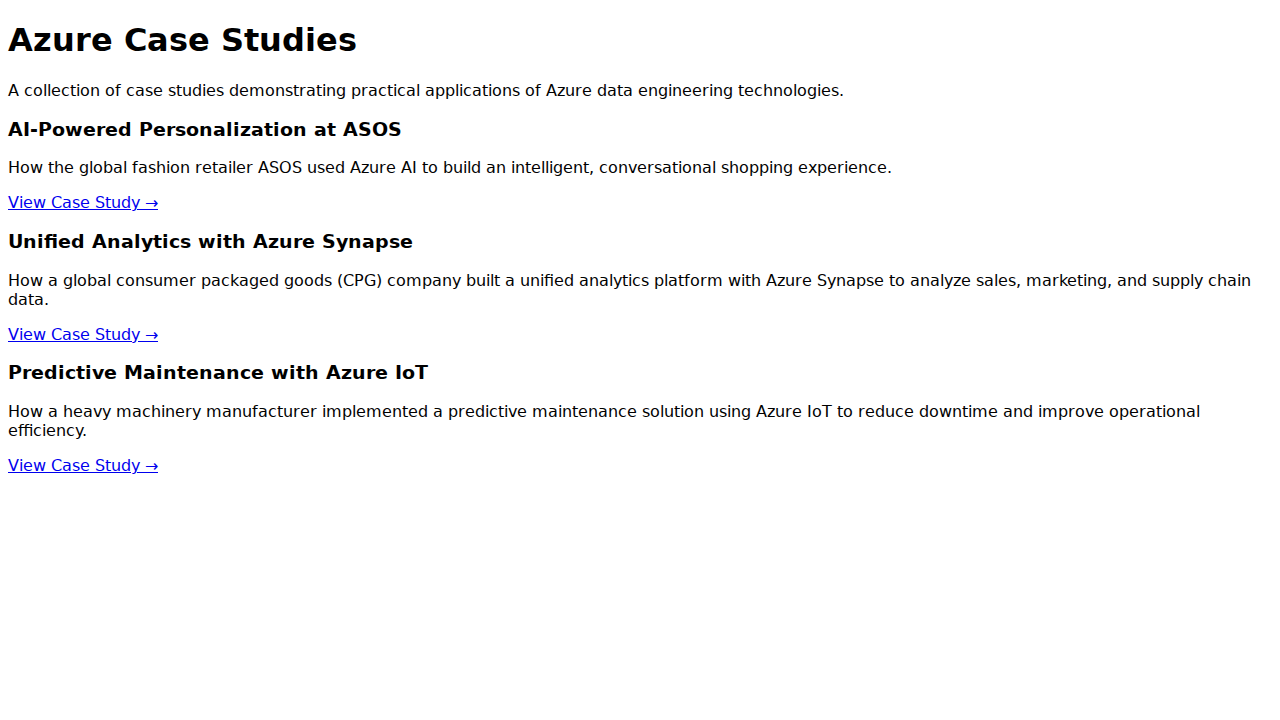 Azure Case Studies
A collection of case studies demonstrating practical applications of Azure data engineering technologies.
AI-Powered Personalization at ASOS
How the global fashion retailer ASOS used Azure AI to build an intelligent, conversational shopping experience.
View Case Study →
Unified Analytics with Azure Synapse
How a global consumer packaged goods (CPG) company built a unified analytics platform with Azure Synapse to analyze sales, marketing, and supply chain
data.
View Case Study →
Predictive Maintenance with Azure IoT
How a heavy machinery manufacturer implemented a predictive maintenance solution using Azure IoT to reduce downtime and improve operational
efficiency.
View Case Study →